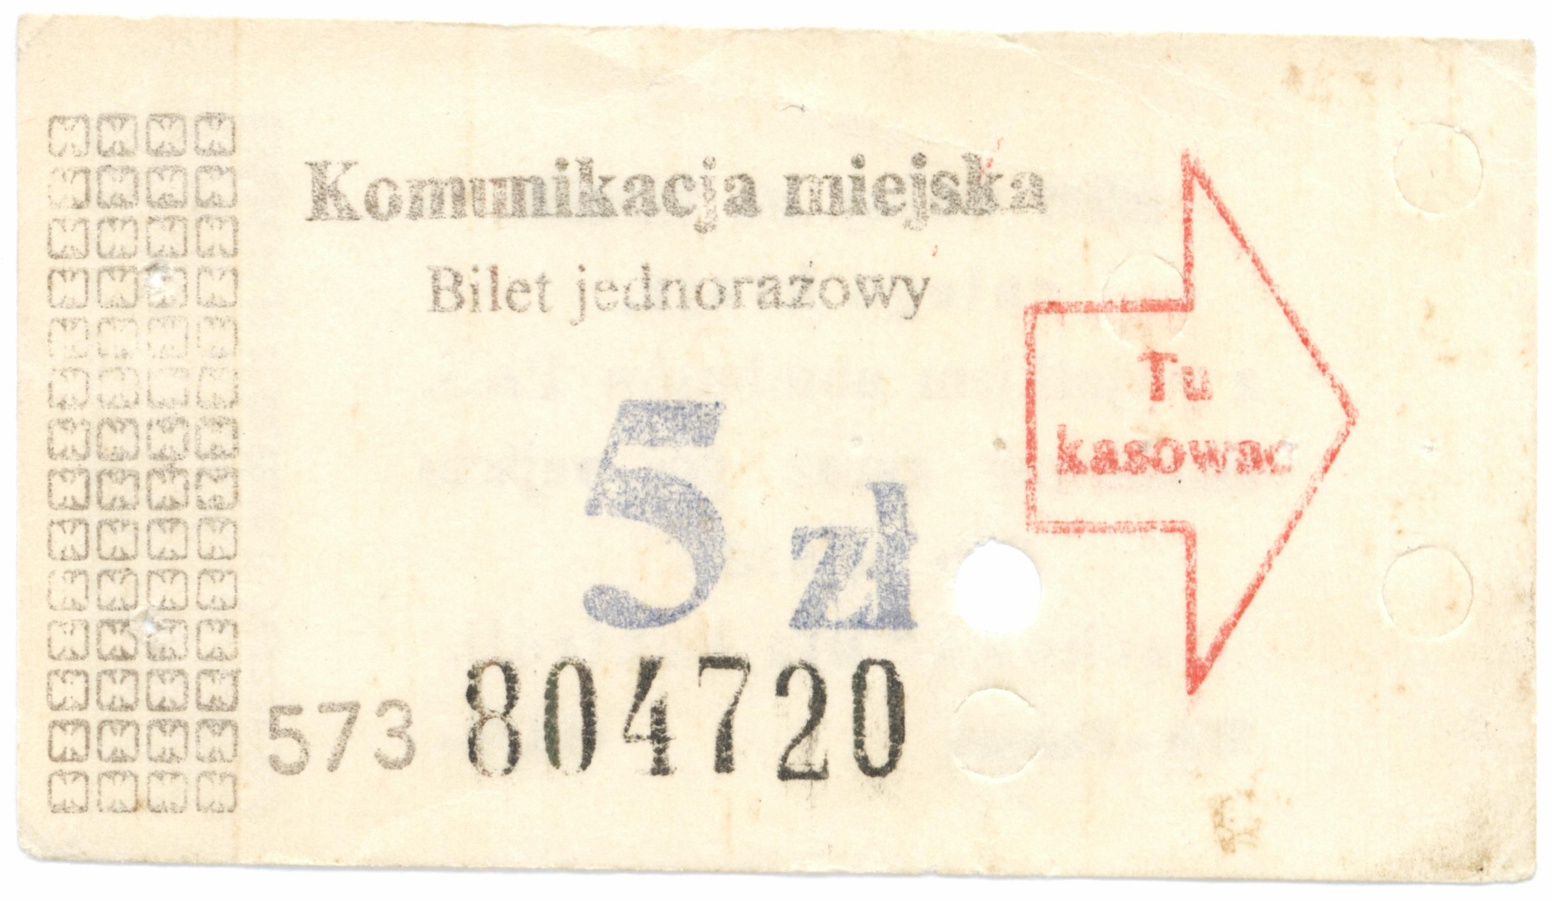 Komunikacja miejska
Bilet jednorazowy
5 zł
573 804720
Tu
kasować